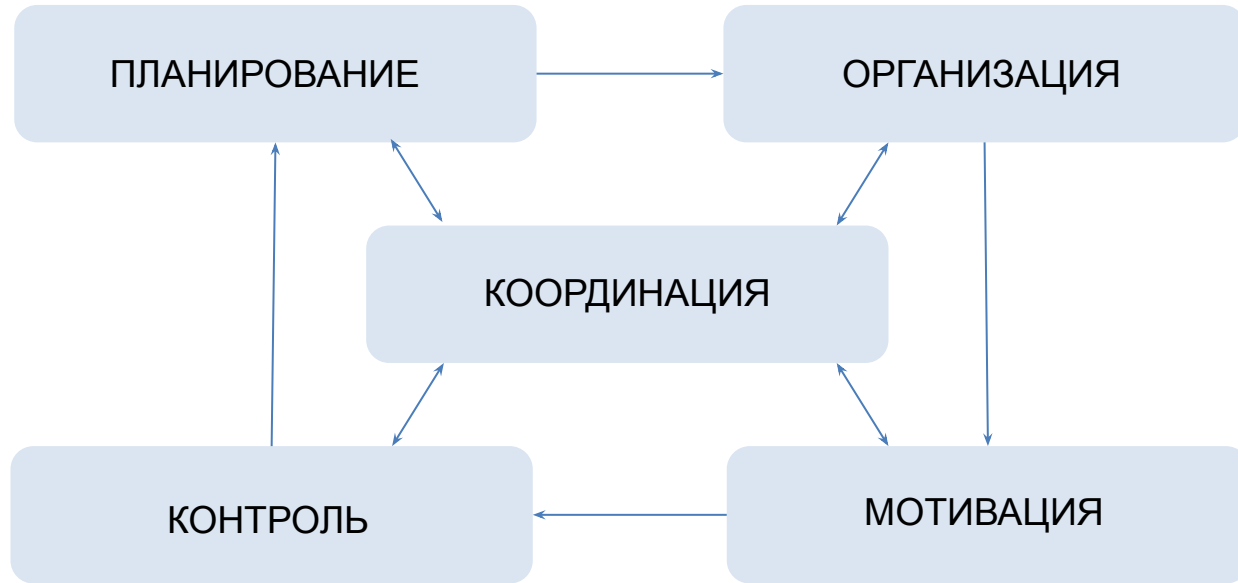 ПЛАНИРОВАНИЕ
ОРГАНИЗАЦИЯ
КООРДИНАЦИЯ
КОНТРОЛЬ
МОТИВАЦИЯ